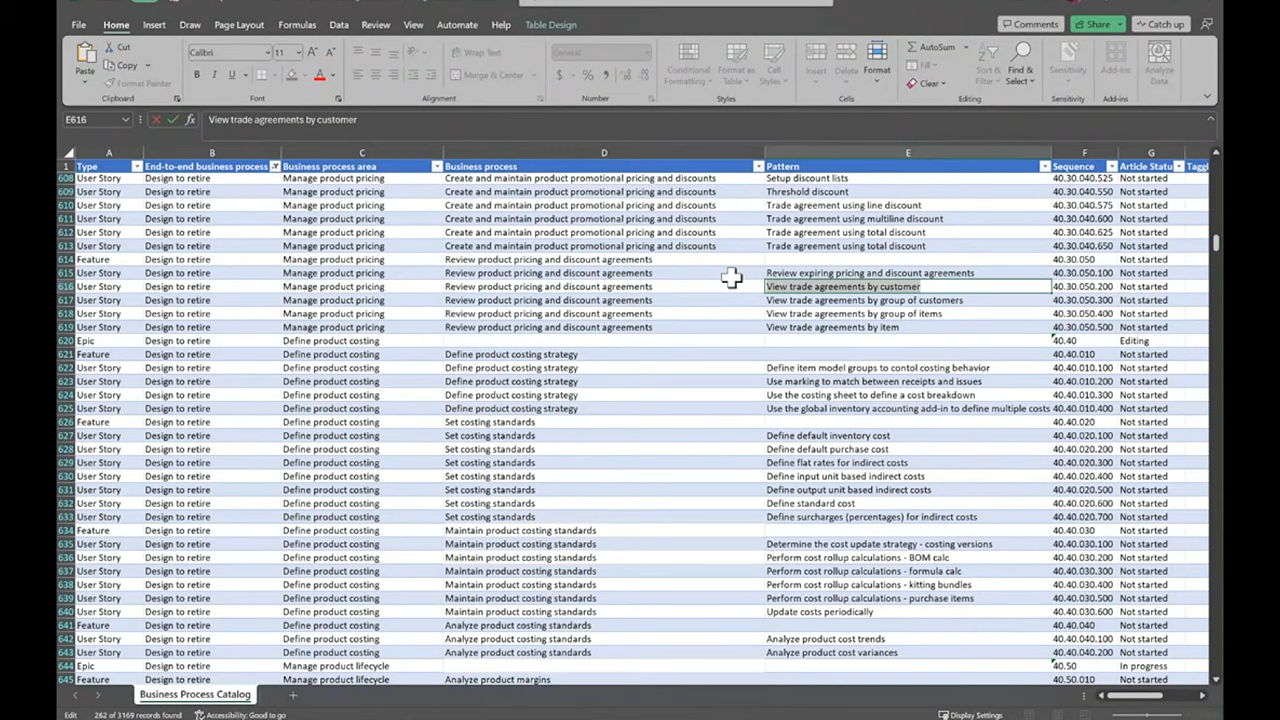 Home Insert Draw Page Layout Formulas Data Review View Automate Help Table Design Comments Share Catch up
Paste Cut Copy Format Painter Calibri 11 B I U Wrap Text Merge & Center General Conditional Formatting Format as Table Cell Styles Insert Delete Format AutoSum Fill Clear Sort & Filter Find & Select Sensitivity Add-ins Analyze Data
Clipboard Font Alignment Number Styles Cells Editing Sensitivity Add-ins
E616 fx View trade agreements by customer
A B C D E F G
1 Type End-to-end business process Business process area Business process Pattern Sequence Article Statu Taggi
608 User Story Design to retire Manage product pricing Create and maintain product promotional pricing and discounts Setup discount lists 40.30.040.525 Not started
609 User Story Design to retire Manage product pricing Create and maintain product promotional pricing and discounts Threshold discount 40.30.040.550 Not started
610 User Story Design to retire Manage product pricing Create and maintain product promotional pricing and discounts Trade agreement using line discount 40.30.040.575 Not started
611 User Story Design to retire Manage product pricing Create and maintain product promotional pricing and discounts Trade agreement using multiline discount 40.30.040.600 Not started
612 User Story Design to retire Manage product pricing Create and maintain product promotional pricing and discounts Trade agreement using total discount 40.30.040.625 Not started
613 User Story Design to retire Manage product pricing Create and maintain product promotional pricing and discounts Trade agreement using total discount 40.30.040.650 Not started
614 Feature Design to retire Manage product pricing Review product pricing and discount agreements 40.30.050 Not started
615 User Story Design to retire Manage product pricing Review product pricing and discount agreements Review expiring pricing and discount agreements 40.30.050.100 Not started
616 User Story Design to retire Manage product pricing Review product pricing and discount agreements View trade agreements by customer 40.30.050.200 Not started
617 User Story Design to retire Manage product pricing Review product pricing and discount agreements View trade agreements by group of customers 40.30.050.300 Not started
618 User Story Design to retire Manage product pricing Review product pricing and discount agreements View trade agreements by group of items 40.30.050.400 Not started
619 User Story Design to retire Manage product pricing Review product pricing and discount agreements View trade agreements by item 40.30.050.500 Not started
620 Epic Design to retire Define product costing 40.40 Editing
621 Feature Design to retire Define product costing Define product costing strategy 40.40.010 Not started
622 User Story Design to retire Define product costing Define product costing strategy Define item model groups to contol costing behavior 40.40.010.100 Not started
623 User Story Design to retire Define product costing Define product costing strategy Use marking to match between receipts and issues 40.40.010.200 Not started
624 User Story Design to retire Define product costing Define product costing strategy Use the costing sheet to define a cost breakdown 40.40.010.300 Not started
625 User Story Design to retire Define product costing Define product costing strategy Use the global inventory accounting add-in to define multiple costs 40.40.010.400 Not started
626 Feature Design to retire Define product costing Set costing standards 40.40.020 Not started
627 User Story Design to retire Define product costing Set costing standards Define default inventory cost 40.40.020.100 Not started
628 User Story Design to retire Define product costing Set costing standards Define default purchase cost 40.40.020.200 Not started
629 User Story Design to retire Define product costing Set costing standards Define flat rates for indirect costs 40.40.020.300 Not started
630 User Story Design to retire Define product costing Set costing standards Define input unit based indirect costs 40.40.020.400 Not started
631 User Story Design to retire Define product costing Set costing standards Define output unit based indirect costs 40.40.020.500 Not started
632 User Story Design to retire Define product costing Set costing standards Define standard cost 40.40.020.600 Not started
633 User Story Design to retire Define product costing Set costing standards Define surcharges (percentages) for indirect costs 40.40.020.700 Not started
634 Feature Design to retire Define product costing Maintain product costing standards 40.40.030 Not started
635 User Story Design to retire Define product costing Maintain product costing standards Determine the cost update strategy - costing versions 40.40.030.100 Not started
636 User Story Design to retire Define product costing Maintain product costing standards Perform cost rollup calculations - BOM calc 40.40.030.200 Not started
637 User Story Design to retire Define product costing Maintain product costing standards Perform cost rollup calculations - formula calc 40.40.030.300 Not started
638 User Story Design to retire Define product costing Maintain product costing standards Perform cost rollup calculations - kitting bundles 40.40.030.400 Not started
639 User Story Design to retire Define product costing Maintain product costing standards Perform cost rollup calculations - purchase items 40.40.030.500 Not started
640 User Story Design to retire Define product costing Maintain product costing standards Update costs periodically 40.40.030.600 Not started
641 Feature Design to retire Define product costing Analyze product costing standards 40.40.040 Not started
642 User Story Design to retire Define product costing Analyze product costing standards Analyze product cost trends 40.40.040.100 Not started
643 User Story Design to retire Define product costing Analyze product costing standards Analyze product cost variances 40.40.040.200 Not started
644 Epic Design to retire Manage product lifecycle 40.50 In progress
645 Feature Design to retire Manage product lifecycle Analyze product margins 40.50.010 Not started
Business Process Catalog
Edit 262 of 3169 records found Accessibility: Good to go Display Settings